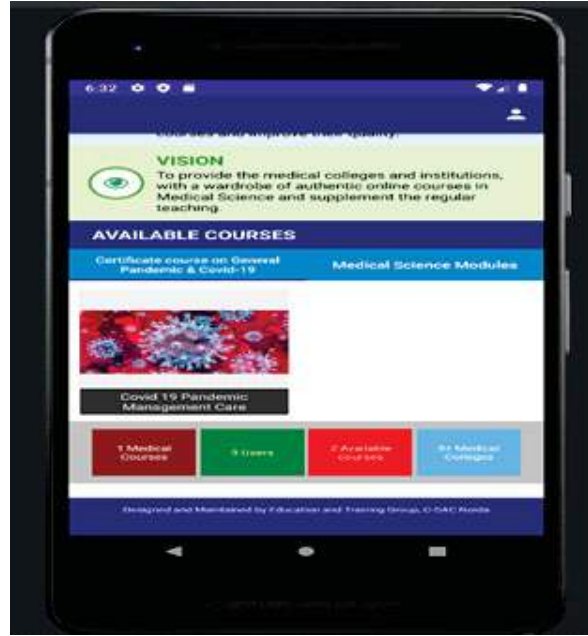 6:32
courses and improve their quality.
VISION
To provide the medical colleges and institutions,
with a wardrobe of authentic online courses in
Medical Science and supplement the regular
teaching.
AVAILABLE COURSES
Certificate course on General
Pandemic & Covid-19
Medical Science Modules
Covid 19 Pandemic
Management Care
1 Medical
Courses
9 Users
2 Available
courses
9+ Medical
Colleges
Designed and Maintained by Education and Training Group, C-DAC Noida